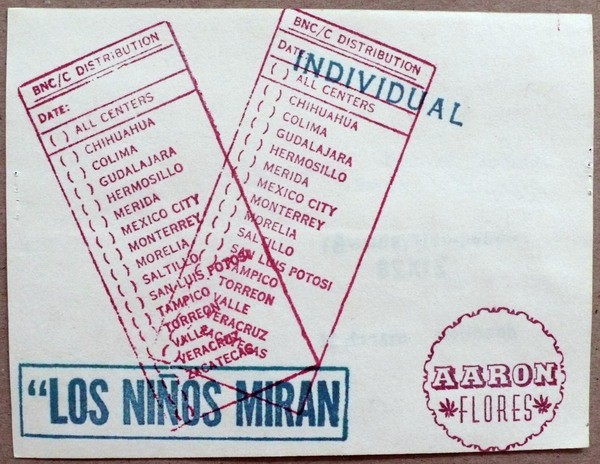 BNC/C DISTRIBUTION
DATE:
( ) ALL CENTERS
( ) CHIHUAHUA
( ) COLIMA
( ) GUDALAJARA
( ) HERMOSILLO
( ) MERIDA
( ) MEXICO CITY
( ) MONTERREY
( ) MORELIA
( ) SALTILLO
( ) SAN LUIS POTOSI
( ) TAMPICO
( ) TORREON
( ) VALLE
( ) VERACRUZ
( ) ZACATECAS
BNC/C DISTRIBUTION
DATE:
INDIVIDUAL
( ) ALL CENTERS
( ) CHIHUAHUA
( ) COLIMA
( ) GUDALAJARA
( ) HERMOSILLO
( ) MERIDA
( ) MEXICO CITY
( ) MONTERREY
( ) MORELIA
( ) SALTILLO
( ) SAN LUIS POTOSI
( ) TAMPICO
( ) TORREON
( ) VALLE
( ) VERACRUZ
( ) ZACATECAS
"LOS NIÑOS MIRAN
AARON
FLORES